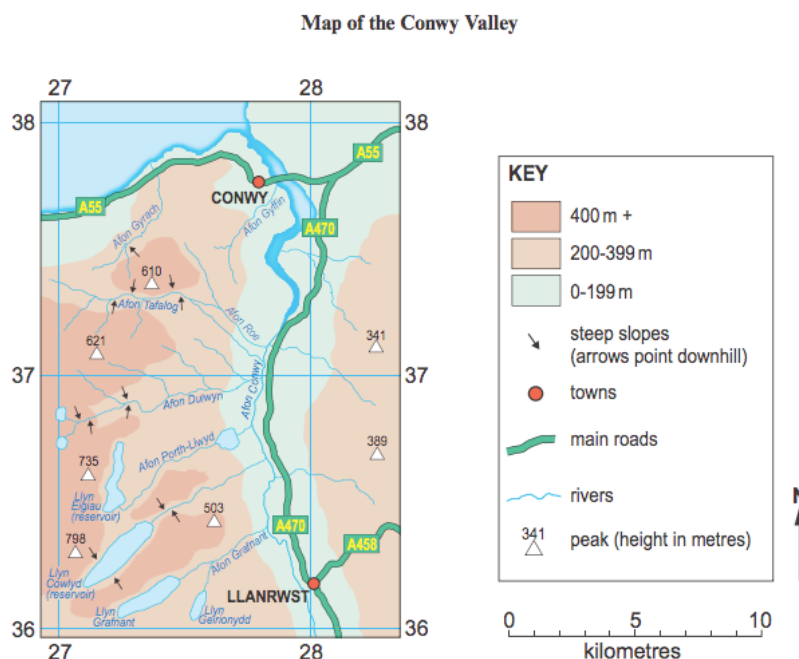 Map of the Conwy Valley
27
28
38
38
A55
A55
CONWY
Afon Gyffin
Afon Gyrach
A470
610
Afon Tafalog
Afon Roe
621
341
37
37
Afon Conwy
Afon Dulwyn
Afon Porth-Llwyd
735
389
Llyn
Elgiau
(reservoir)
503
798
A470
Afon Grafnant
A458
Llyn
Cowlyd
(reservoir)
LLANRWST
Llyn
Grafnant
Llyn
Geirionydd
36
36
27
28
KEY
400 m +
200-399 m
0-199 m
steep slopes
(arrows point downhill)
towns
main roads
rivers
341
peak (height in metres)
0
5
10
kilometres